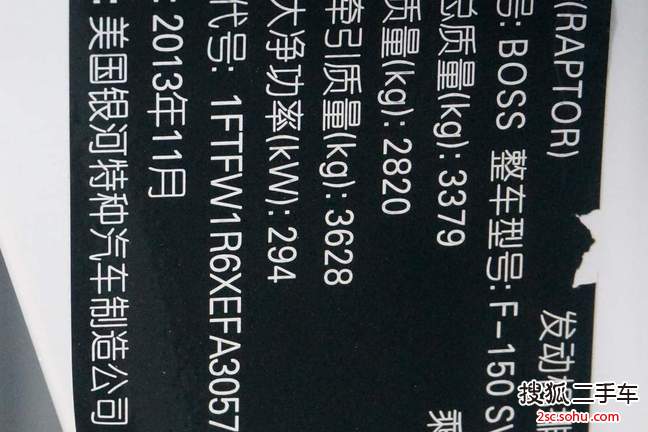 (RAPTOR) 发动机
号: BOSS 整车型号: F-150 SV
总质量(kg): 3379 乘
质量(kg): 2820
牵引质量(kg): 3628
大净功率(kW): 294
代号: 1FTFW1R6XEFA3057
: 2013年11月
: 美国银河特种汽车制造公司
搜狐二手车
2sc.sohu.com